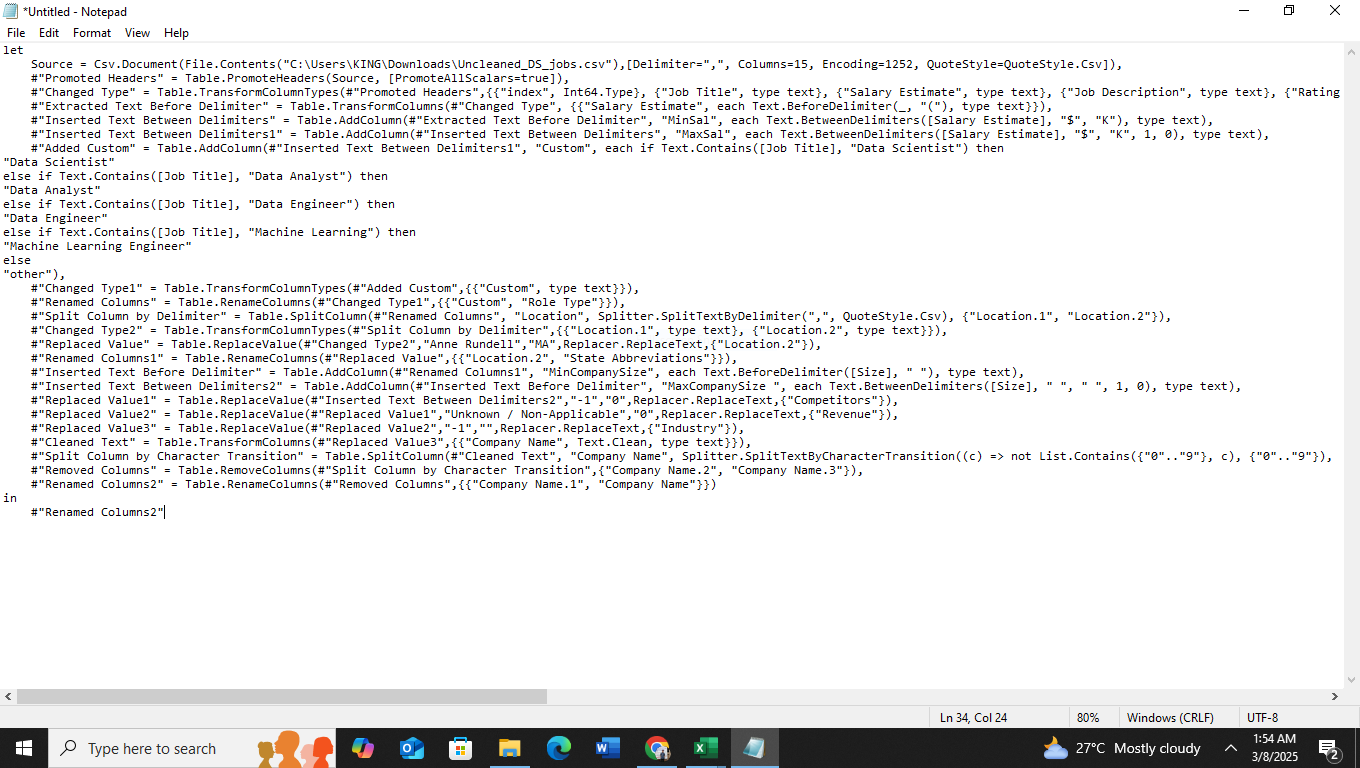 *Untitled - Notepad
File Edit Format View Help
let
    Source = Csv.Document(File.Contents("C:\Users\KING\Downloads\Uncleaned_DS_jobs.csv"),[Delimiter=",", Columns=15, Encoding=1252, QuoteStyle=QuoteStyle.Csv]),
    #"Promoted Headers" = Table.PromoteHeaders(Source, [PromoteAllScalars=true]),
    #"Changed Type" = Table.TransformColumnTypes(#"Promoted Headers",{{"index", Int64.Type}, {"Job Title", type text}, {"Salary Estimate", type text}, {"Job Description", type text}, {"Rating
    #"Extracted Text Before Delimiter" = Table.TransformColumns(#"Changed Type", {{"Salary Estimate", each Text.BeforeDelimiter(_, "("), type text}}),
    #"Inserted Text Between Delimiters" = Table.AddColumn(#"Extracted Text Before Delimiter", "MinSal", each Text.BetweenDelimiters([Salary Estimate], "$", "K"), type text),
    #"Inserted Text Between Delimiters1" = Table.AddColumn(#"Inserted Text Between Delimiters", "MaxSal", each Text.BetweenDelimiters([Salary Estimate], "$", "K", 1, 0), type text),
    #"Added Custom" = Table.AddColumn(#"Inserted Text Between Delimiters1", "Custom", each if Text.Contains([Job Title], "Data Scientist") then
"Data Scientist"
else if Text.Contains([Job Title], "Data Analyst") then
"Data Analyst"
else if Text.Contains([Job Title], "Data Engineer") then
"Data Engineer"
else if Text.Contains([Job Title], "Machine Learning") then
"Machine Learning Engineer"
else
"other"),
    #"Changed Type1" = Table.TransformColumnTypes(#"Added Custom",{{"Custom", type text}}),
    #"Renamed Columns" = Table.RenameColumns(#"Changed Type1",{{"Custom", "Role Type"}}),
    #"Split Column by Delimiter" = Table.SplitColumn(#"Renamed Columns", "Location", Splitter.SplitTextByDelimiter(",", QuoteStyle.Csv), {"Location.1", "Location.2"}),
    #"Changed Type2" = Table.TransformColumnTypes(#"Split Column by Delimiter",{{"Location.1", type text}, {"Location.2", type text}}),
    #"Replaced Value" = Table.ReplaceValue(#"Changed Type2","Anne Rundell","MA",Replacer.ReplaceText,{"Location.2"}),
    #"Renamed Columns1" = Table.RenameColumns(#"Replaced Value",{{"Location.2", "State Abbreviations"}}),
    #"Inserted Text Before Delimiter" = Table.AddColumn(#"Renamed Columns1", "MinCompanySize", each Text.BeforeDelimiter([Size], " "), type text),
    #"Inserted Text Between Delimiters2" = Table.AddColumn(#"Inserted Text Before Delimiter", "MaxCompanySize ", each Text.BetweenDelimiters([Size], " ", " ", 1, 0), type text),
    #"Replaced Value1" = Table.ReplaceValue(#"Inserted Text Between Delimiters2","-1","0",Replacer.ReplaceText,{"Competitors"}),
    #"Replaced Value2" = Table.ReplaceValue(#"Replaced Value1","Unknown / Non-Applicable","0",Replacer.ReplaceText,{"Revenue"}),
    #"Replaced Value3" = Table.ReplaceValue(#"Replaced Value2","-1","",Replacer.ReplaceText,{"Industry"}),
    #"Cleaned Text" = Table.TransformColumns(#"Replaced Value3",{{"Company Name", Text.Clean, type text}}),
    #"Split Column by Character Transition" = Table.SplitColumn(#"Cleaned Text", "Company Name", Splitter.SplitTextByCharacterTransition((c) => not List.Contains({"0".."9"}, c), {"0".."9"}),
    #"Removed Columns" = Table.RemoveColumns(#"Split Column by Character Transition",{"Company Name.2", "Company Name.3"}),
    #"Renamed Columns2" = Table.RenameColumns(#"Removed Columns",{{"Company Name.1", "Company Name"}})
in
    #"Renamed Columns2"
Ln 34, Col 24 80% Windows (CRLF) UTF-8
Type here to search
27°C Mostly cloudy
1:54 AM
3/8/2025
2